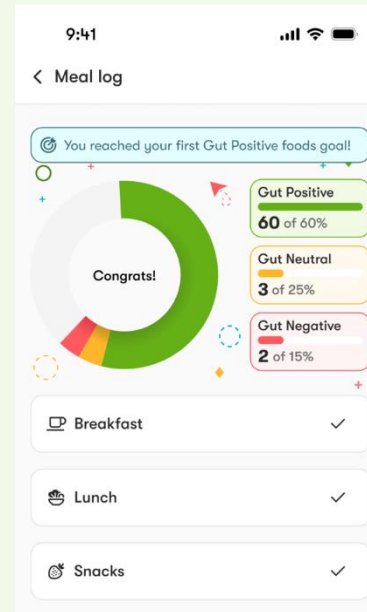 9:41
Meal log
You reached your first Gut Positive foods goal!
Congrats!
Gut Positive
60 of 60%
Gut Neutral
3 of 25%
Gut Negative
2 of 15%
Breakfast
Lunch
Snacks